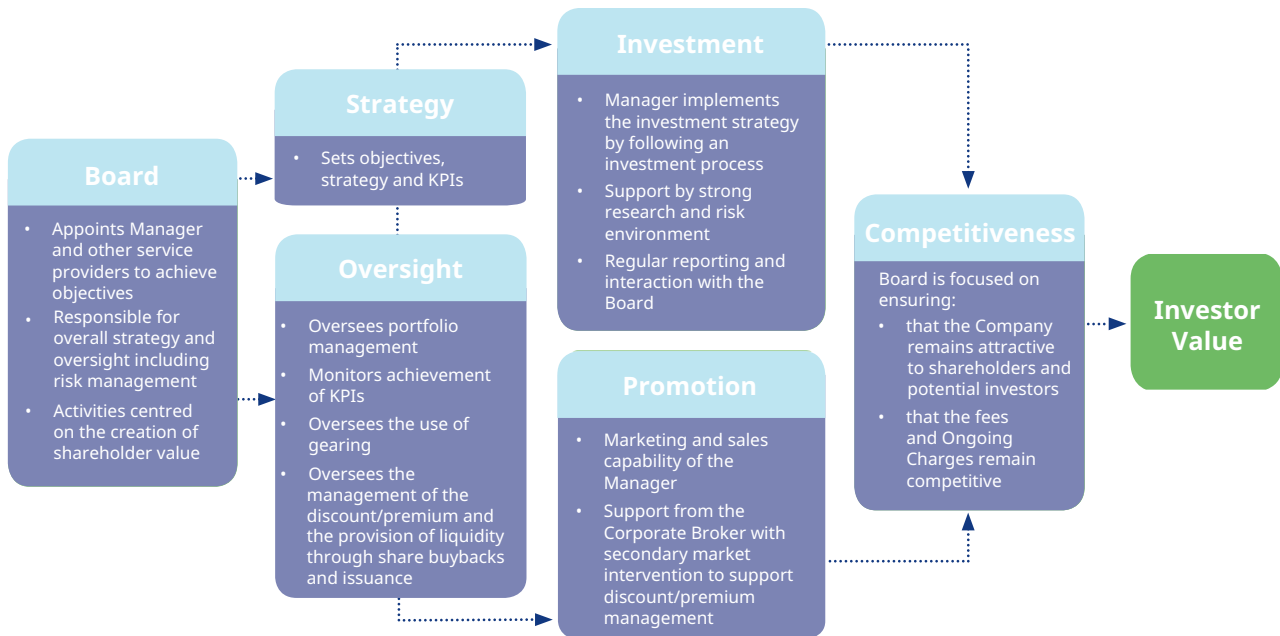 Board
• Appoints Manager
and other service
providers to achieve
objectives
• Responsible for
overall strategy and
oversight including
risk management
• Activities centred
on the creation of
shareholder value
Strategy
• Sets objectives,
strategy and KPIs
Oversight
• Oversees portfolio
management
• Monitors achievement
of KPIs
• Oversees the use of
gearing
• Oversees the
management of the
discount/premium and
the provision of liquidity
through share buybacks
and issuance
Investment
• Manager implements
the investment strategy
by following an
investment process
• Support by strong
research and risk
environment
• Regular reporting and
interaction with the
Board
Promotion
• Marketing and sales
capability of the
Manager
• Support from the
Corporate Broker with
secondary market
intervention to support
discount/premium
management
Competitiveness
Board is focused on
ensuring:
• that the Company
remains attractive
to shareholders and
potential investors
• that the fees
and Ongoing
Charges remain
competitive
Investor
Value